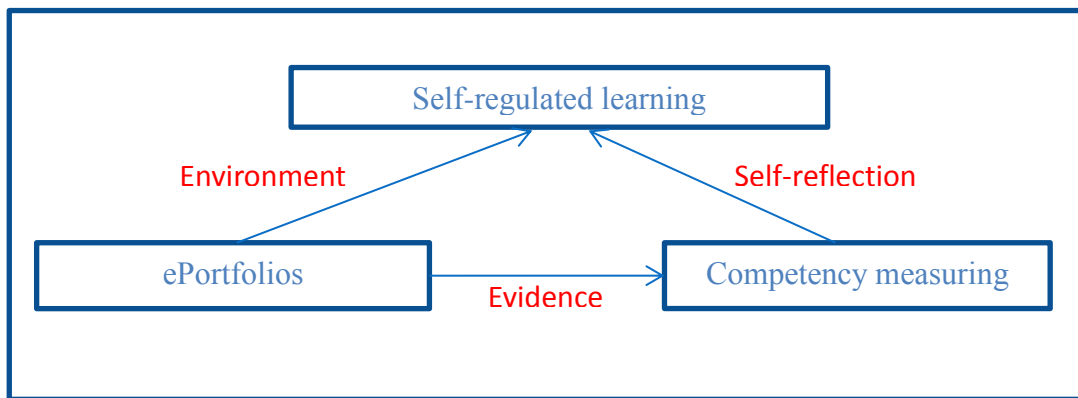 Self-regulated learning
Environment
Self-reflection
ePortfolios
Competency measuring
Evidence